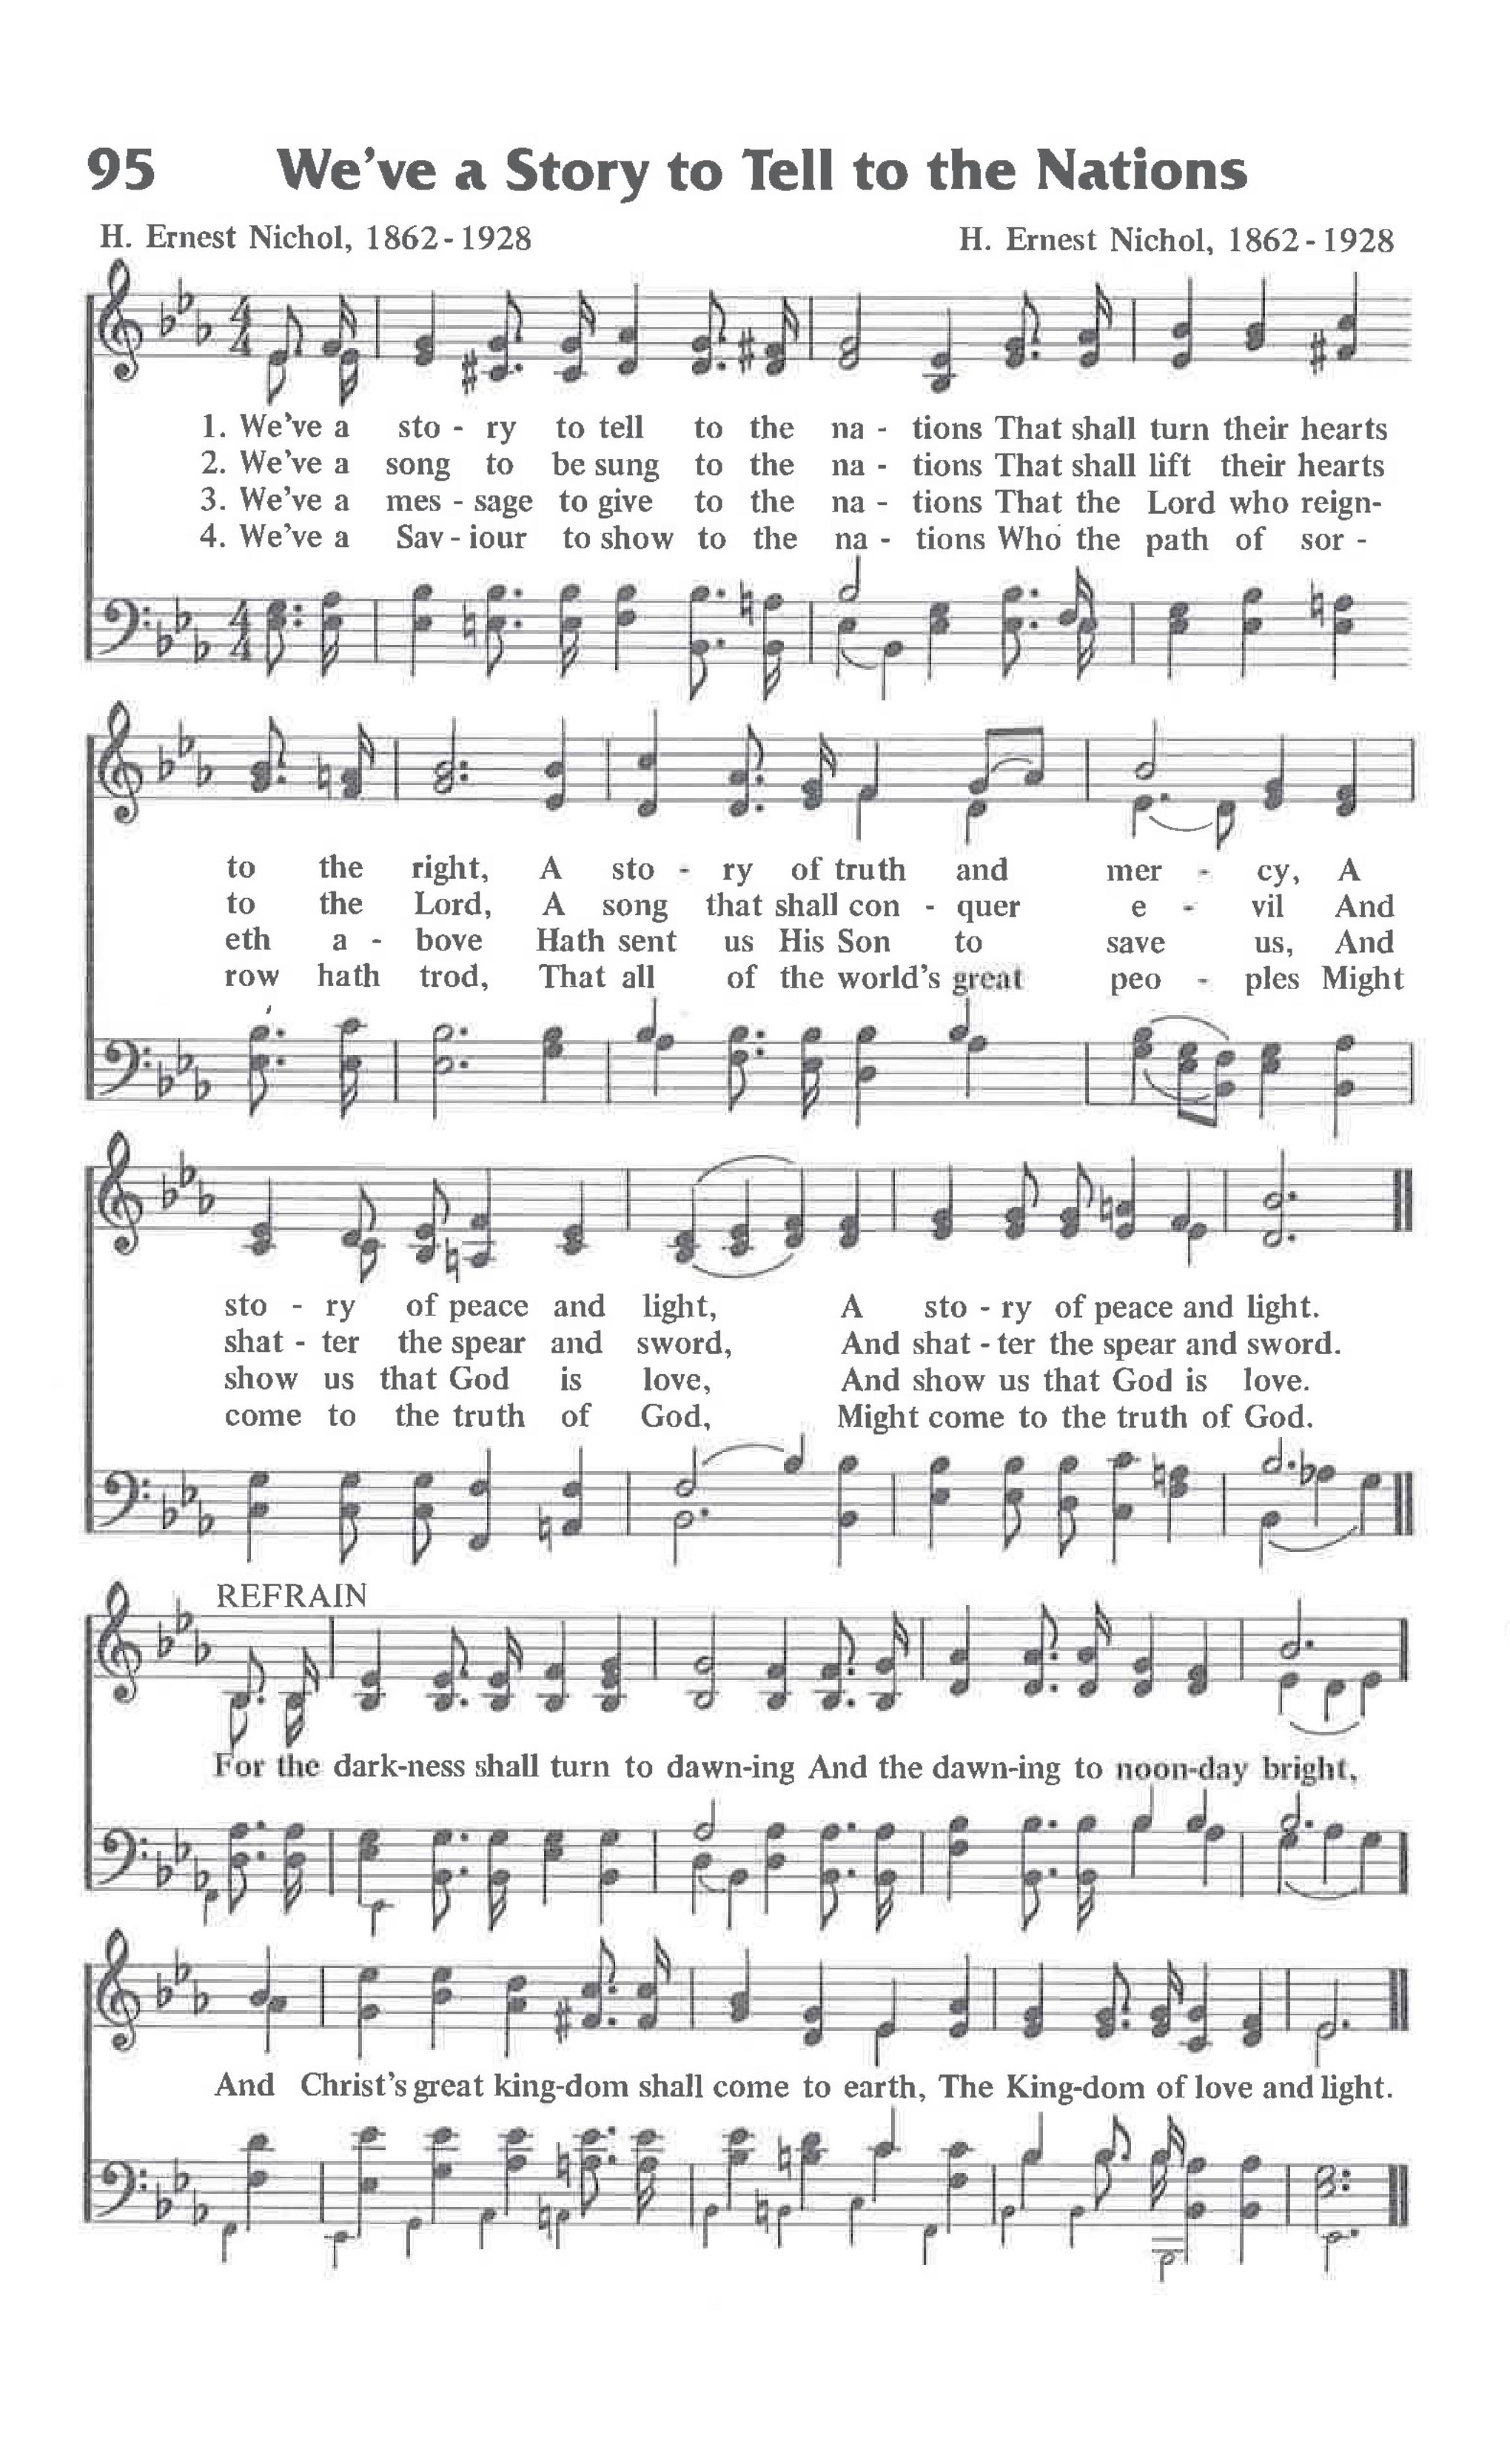 95 We've a Story to Tell to the Nations
H. Ernest Nichol, 1862-1928 H. Ernest Nichol, 1862-1928
1. We've a sto - ry to tell to the na - tions That shall turn their hearts
2. We've a song to be sung to the na - tions That shall lift their hearts
3. We've a mes - sage to give to the na - tions That the Lord who reign-
4. We've a Sav - iour to show to the na - tions Who the path of sor -
to the right, A sto - ry of truth and mer - cy, A
to the Lord, A song that shall con - quer e - vil And
eth a - bove Hath sent us His Son to save us, And
row hath trod, That all of the world's great peo - ples Might
sto - ry of peace and light, A sto - ry of peace and light.
shat - ter the spear and sword, And shat - ter the spear and sword.
show us that God is love, And show us that God is love.
come to the truth of God, Might come to the truth of God.
REFRAIN
For the dark-ness shall turn to dawn-ing And the dawn-ing to noon-day bright,
And Christ's great king-dom shall come to earth, The King-dom of love and light.